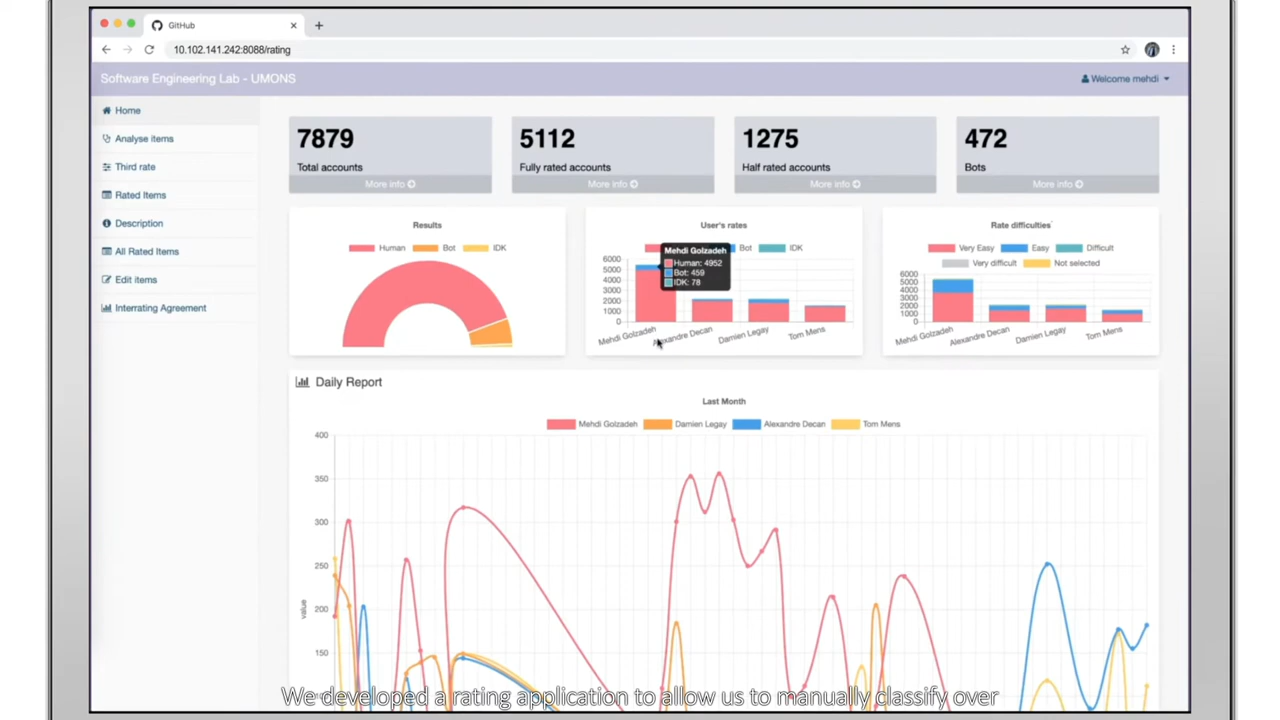 GitHub
10.102.141.242:8088/rating
Software Engineering Lab - UMONS
Welcome mehdi
Home
Analyse items
Third rate
Rated Items
Description
All Rated Items
Edit items
Interrating Agreement
7879
Total accounts
More info
5112
Fully rated accounts
More info
1275
Half rated accounts
More info
472
Bots
More info
Results
Human Bot IDK
User's rates
Bot IDK
Mehdi Golzadeh
Human: 4952
Bot: 459
IDK: 78
6000
5000
4000
3000
2000
1000
0
Mehdi Golzadeh Alexandre Decan Damien Legay Tom Mens
Rate difficulties
Very Easy Easy Difficult
Very difficult Not selected
6000
5000
4000
3000
2000
1000
0
Mehdi Golzadeh Alexandre Decan Damien Legay Tom Mens
Daily Report
Last Month
Mehdi Golzadeh Damien Legay Alexandre Decan Tom Mens
400
350
300
250
200
150
value
We developed a rating application to allow us to manually classify over